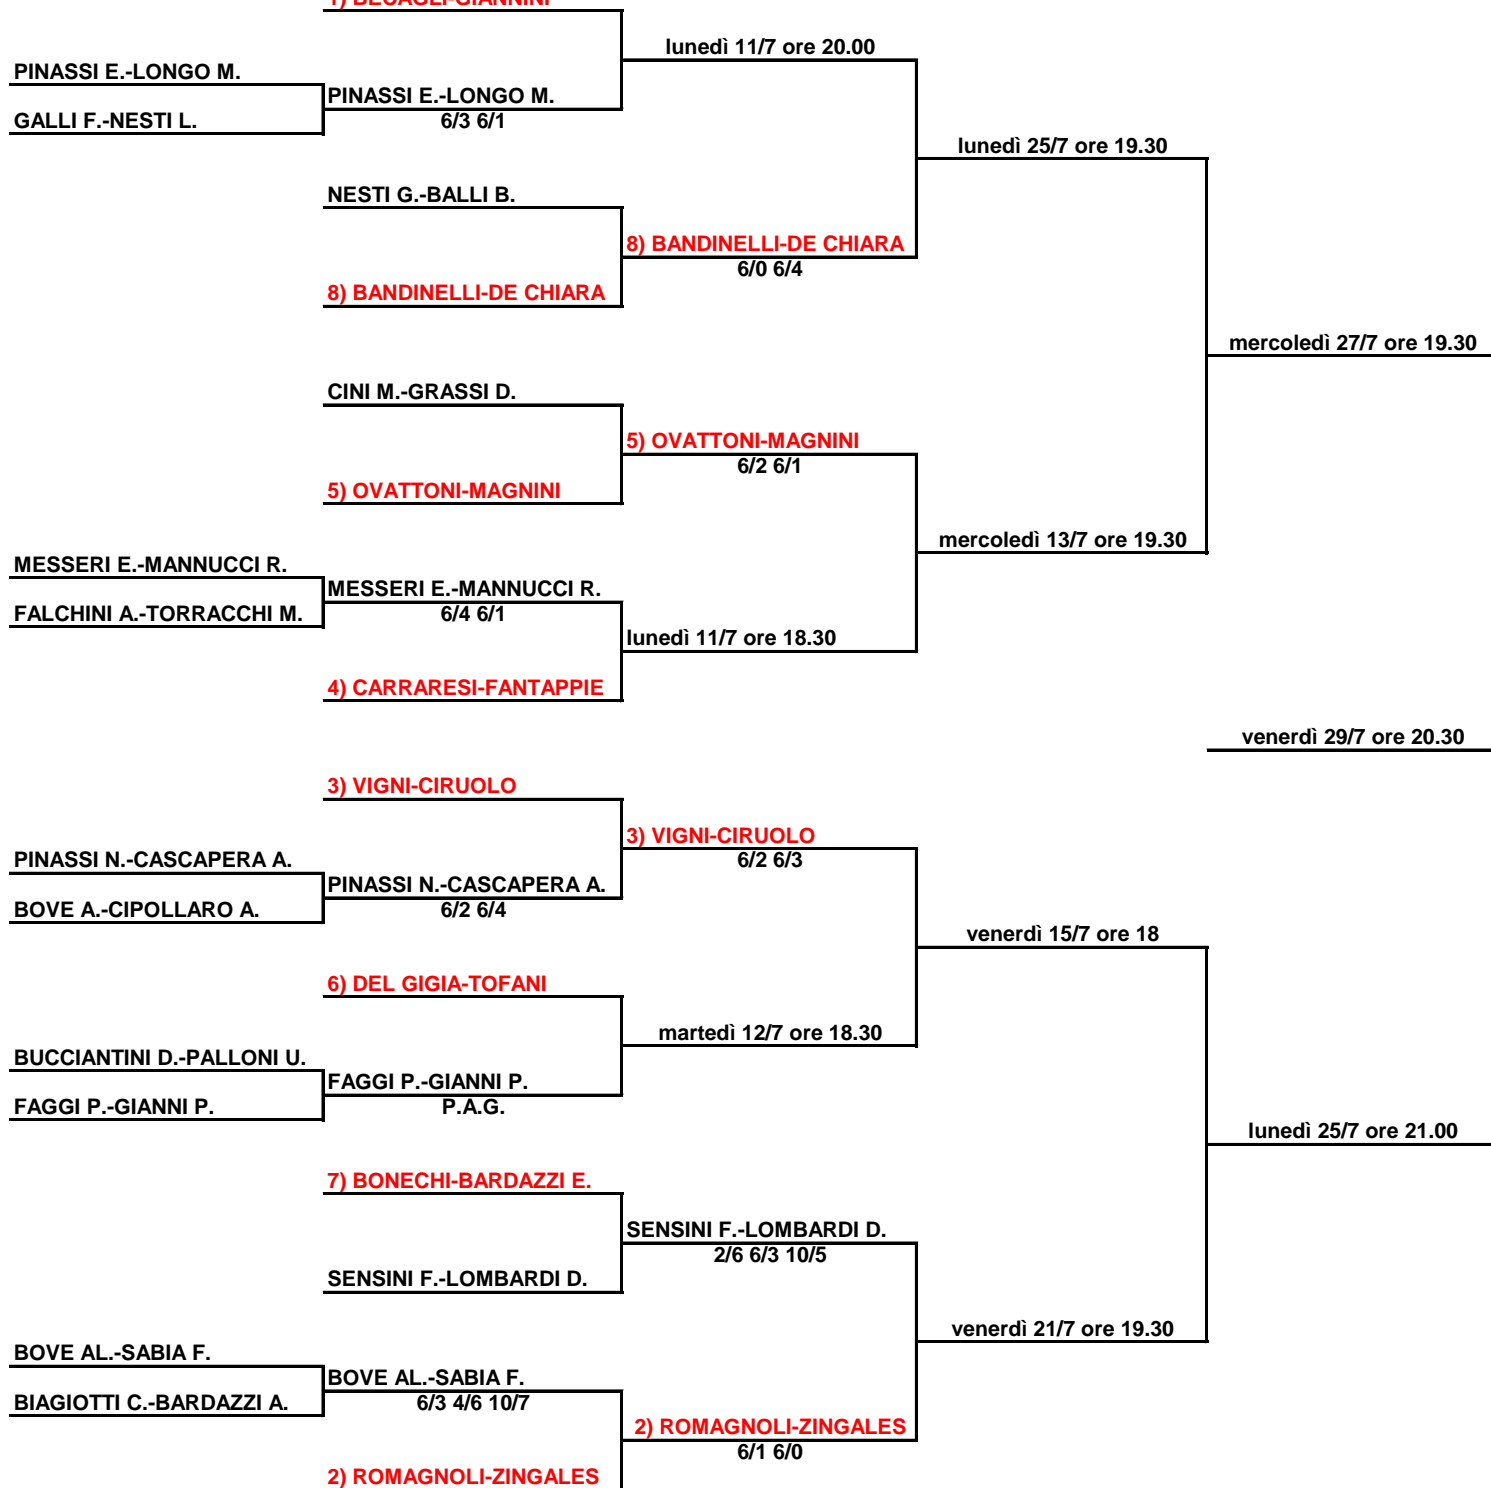 1) BECAGLI-GIANNINI
lunedì 11/7 ore 20.00
PINASSI E.-LONGO M.
PINASSI E.-LONGO M.
GALLI F.-NESTI L.
6/3 6/1
lunedì 25/7 ore 19.30
NESTI G.-BALLI B.
8) BANDINELLI-DE CHIARA
6/0 6/4
8) BANDINELLI-DE CHIARA
mercoledì 27/7 ore 19.30
CINI M.-GRASSI D.
5) OVATTONI-MAGNINI
6/2 6/1
5) OVATTONI-MAGNINI
mercoledì 13/7 ore 19.30
MESSERI E.-MANNUCCI R.
MESSERI E.-MANNUCCI R.
FALCHINI A.-TORRACCHI M.
6/4 6/1
lunedì 11/7 ore 18.30
4) CARRARESI-FANTAPPIE
venerdì 29/7 ore 20.30
3) VIGNI-CIRUOLO
3) VIGNI-CIRUOLO
6/2 6/3
PINASSI N.-CASCAPERA A.
PINASSI N.-CASCAPERA A.
BOVE A.-CIPOLLARO A.
6/2 6/4
venerdì 15/7 ore 18
6) DEL GIGIA-TOFANI
martedì 12/7 ore 18.30
BUCCIANTINI D.-PALLONI U.
FAGGI P.-GIANNI P.
FAGGI P.-GIANNI P.
P.A.G.
lunedì 25/7 ore 21.00
7) BONECHI-BARDAZZI E.
SENSINI F.-LOMBARDI D.
2/6 6/3 10/5
SENSINI F.-LOMBARDI D.
venerdì 21/7 ore 19.30
BOVE AL.-SABIA F.
BOVE AL.-SABIA F.
BIAGIOTTI C.-BARDAZZI A.
6/3 4/6 10/7
2) ROMAGNOLI-ZINGALES
6/1 6/0
2) ROMAGNOLI-ZINGALES